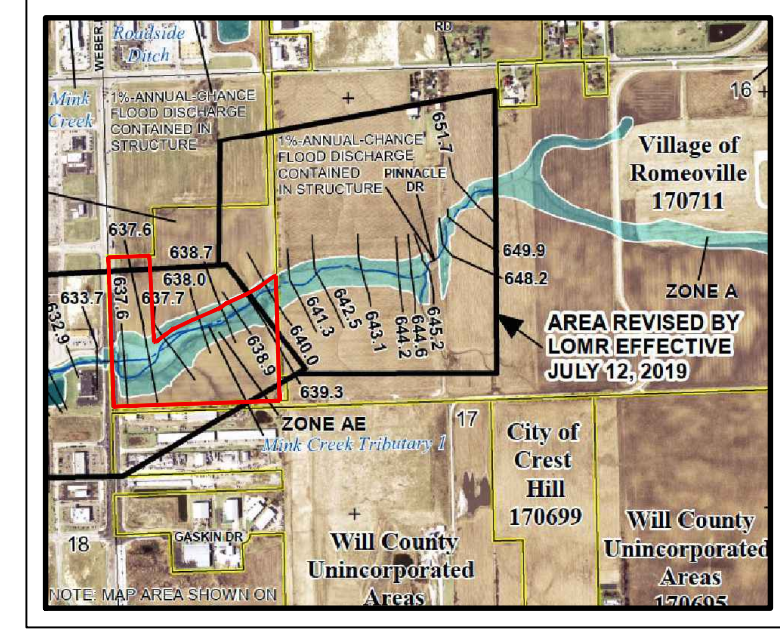 RD
WEBER
Roadside
Ditch
16
Mink
Creek
1%-ANNUAL-CHANCE
FLOOD DISCHARGE
CONTAINED IN
STRUCTURE
1%-ANNUAL-CHANCE
FLOOD DISCHARGE
CONTAINED
IN STRUCTURE
PINNACLE
DR
651.7
Village of
Romeoville
170711
637.6
638.7
649.9
638.0
648.2
633.7
637.6
637.7
632.9
ZONE A
641.3
642.5
643.1
644.2
644.6
645.2
640.0
638.9
639.3
AREA REVISED BY
LOMR EFFECTIVE
JULY 12, 2019
ZONE AE
Mink Creek Tributary 1
17
City of
Crest
Hill
170699
18
GASKIN DR
Will County
Unincorporated
Areas
Will County
Unincorporated
Areas
170695
NOTE: MAP AREA SHOWN ON